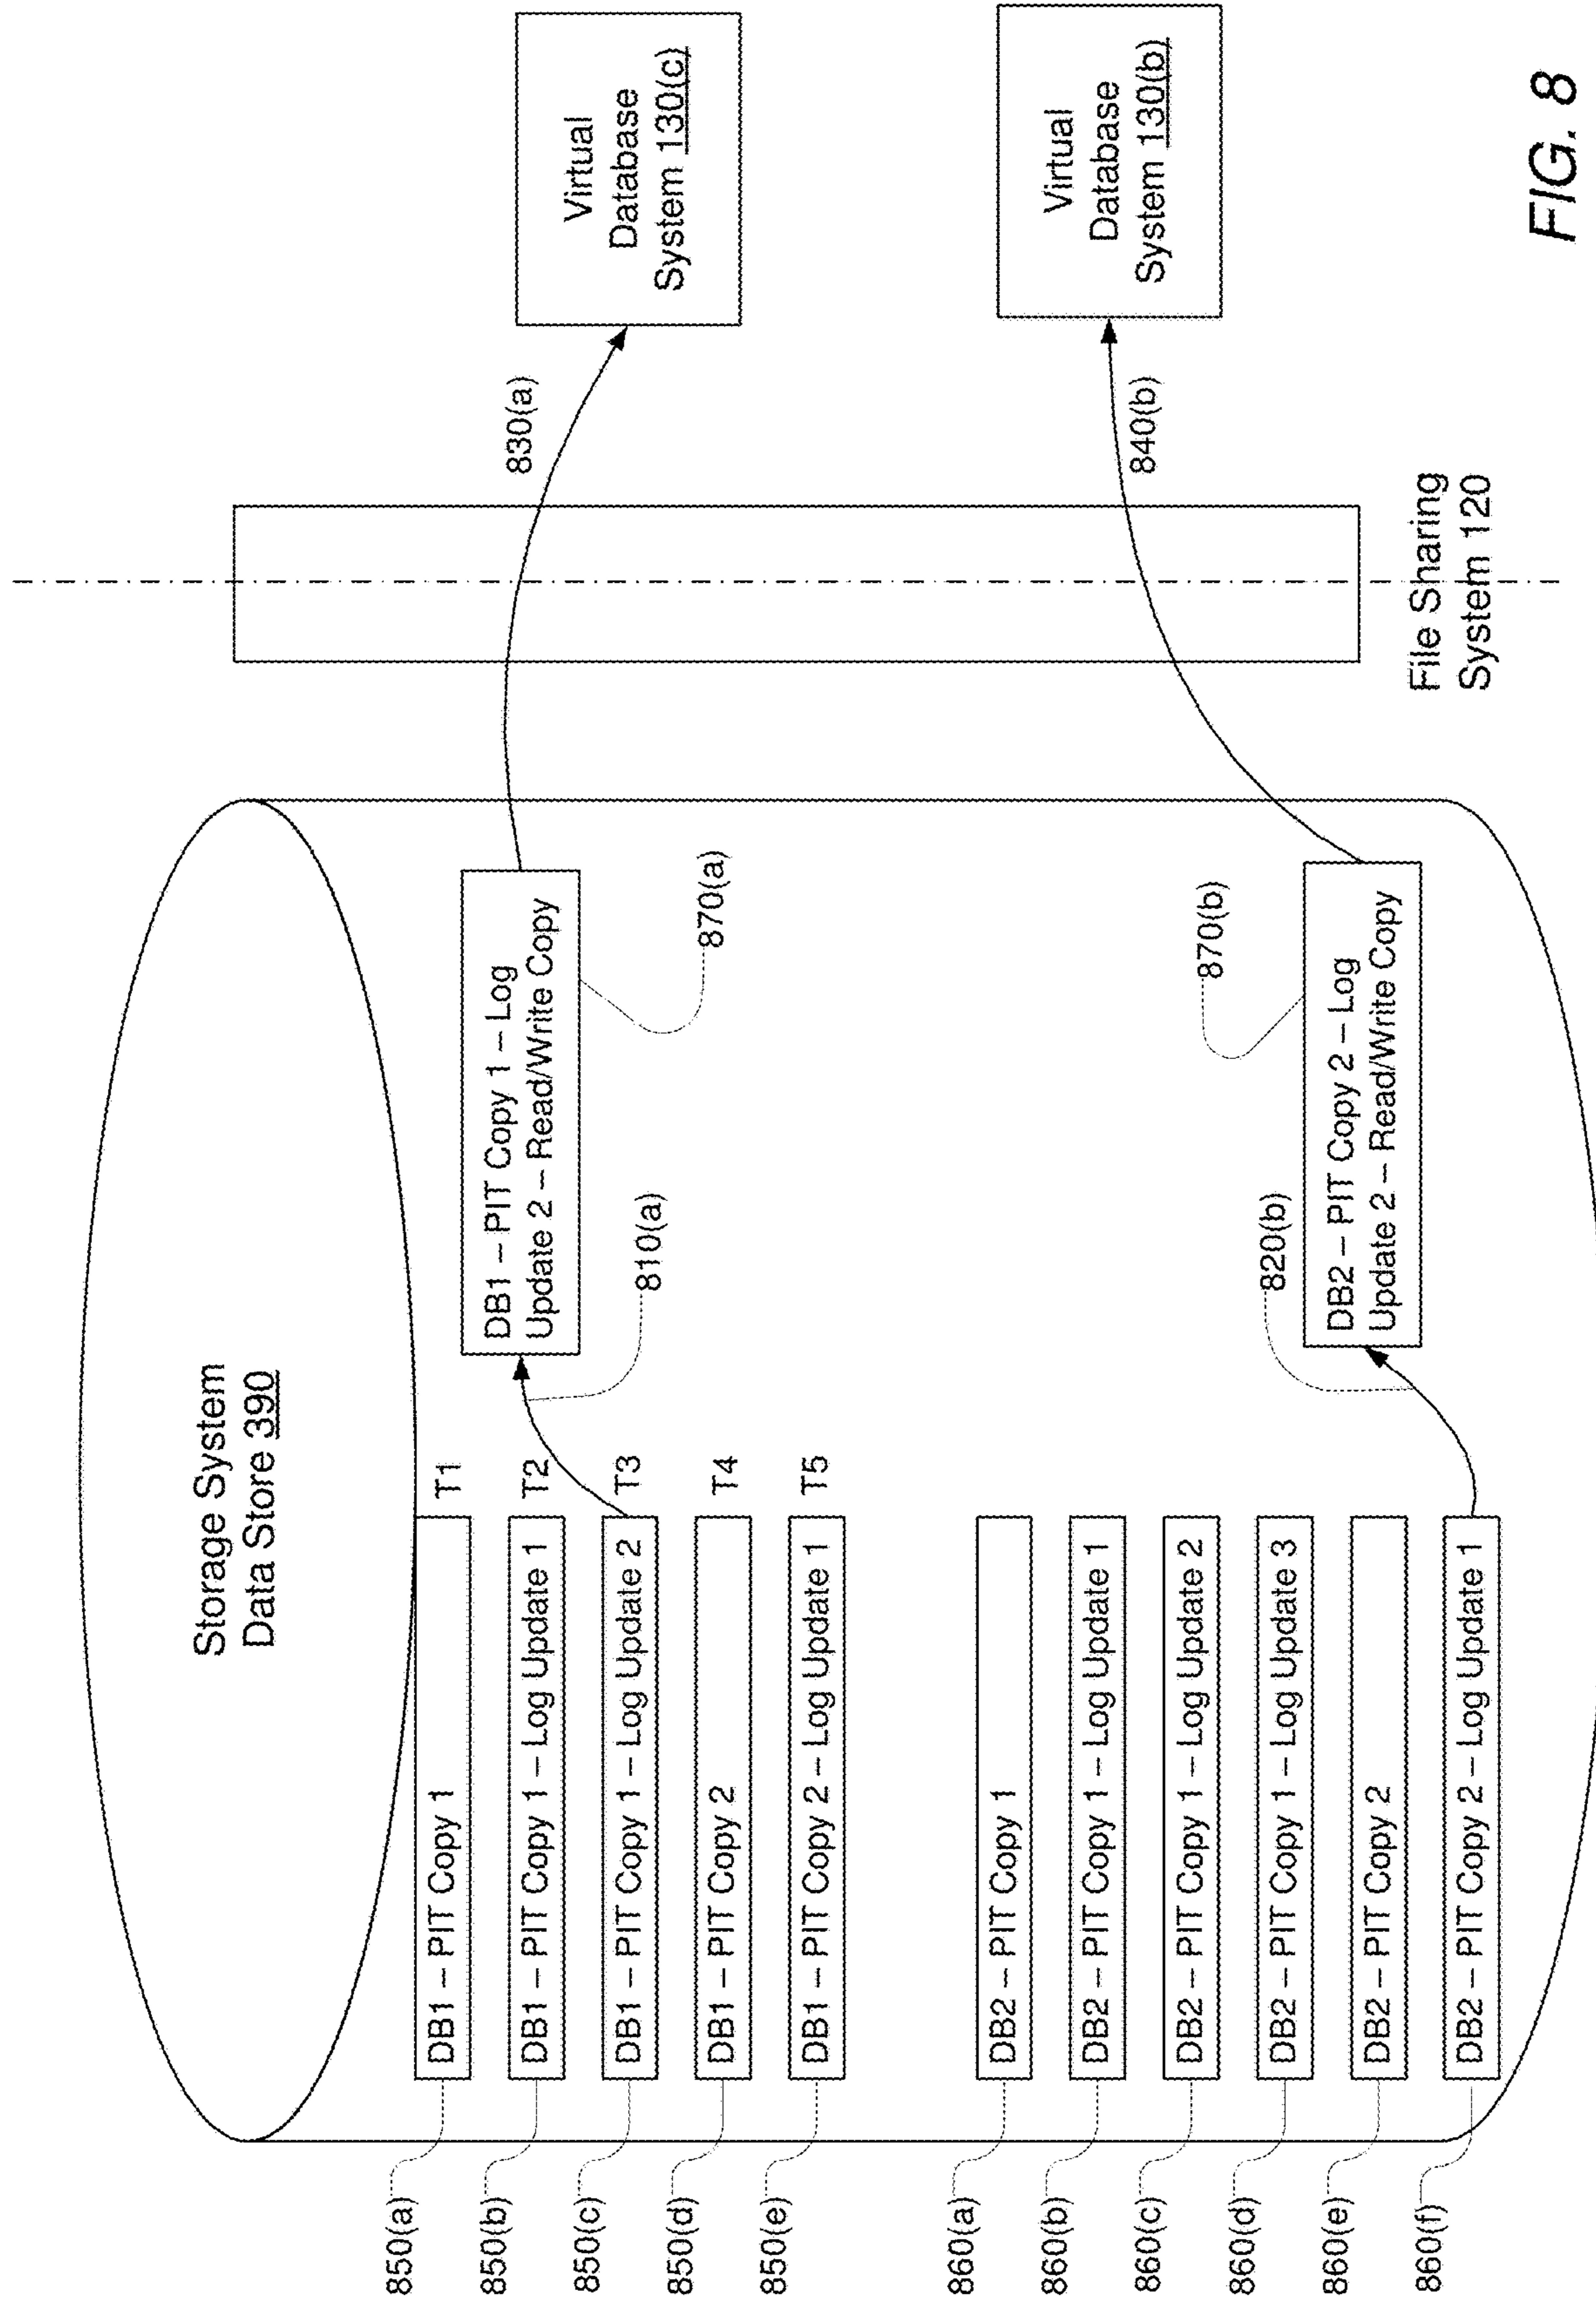 Storage System
Data Store 390
850(a)
DB1 – PIT Copy 1
T1
850(b)
DB1 – PIT Copy 1 – Log Update 1
T2
850(c)
DB1 – PIT Copy 1 – Log Update 2
T3
850(d)
DB1 – PIT Copy 2
T4
850(e)
DB1 – PIT Copy 2 – Log Update 1
T5
810(a)
DB1 – PIT Copy 1 – Log
Update 2 – Read/Write Copy
870(a)
830(a)
Virtual
Database
System 130(c)
860(a)
DB2 – PIT Copy 1
860(b)
DB2 – PIT Copy 1 – Log Update 1
860(c)
DB2 – PIT Copy 1 – Log Update 2
860(d)
DB2 – PIT Copy 1 – Log Update 3
860(e)
DB2 – PIT Copy 2
860(f)
DB2 – PIT Copy 2 – Log Update 1
820(b)
DB2 – PIT Copy 2 – Log
Update 2 – Read/Write Copy
870(b)
840(b)
Virtual
Database
System 130(b)
File Sharing
System 120
FIG. 8